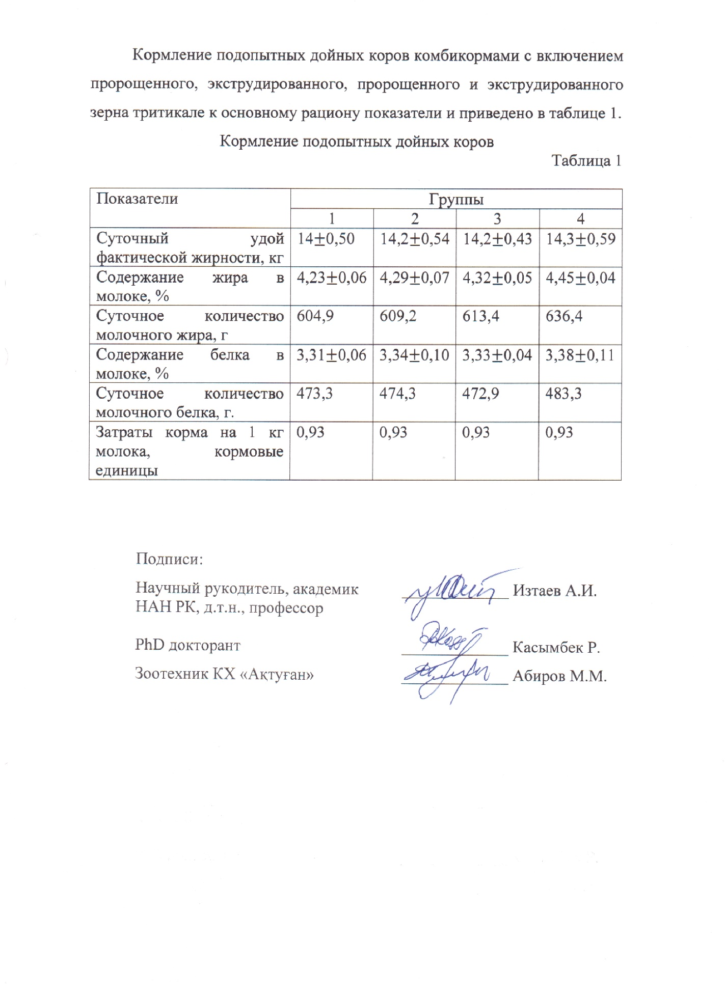 Кормление подопытных дойных коров комбикормами с включением
пророщенного, экструдированного, пророщенного и экструдированного
зерна тритикале к основному рациону показатели и приведено в таблице 1.
Кормление подопытных дойных коров
Таблица 1
Показатели Группы
1 2 3 4
Суточный удой 14±0,50 14,2±0,54 14,2±0,43 14,3±0,59
фактической жирности, кг
Содержание жира в 4,23±0,06 4,29±0,07 4,32±0,05 4,45±0,04
молоке, %
Суточное количество 604,9 609,2 613,4 636,4
молочного жира, г
Содержание белка в 3,31±0,06 3,34±0,10 3,33±0,04 3,38±0,11
молоке, %
Суточное количество 473,3 474,3 472,9 483,3
молочного белка, г.
Затраты корма на 1 кг 0,93 0,93 0,93 0,93
молока, кормовые
единицы
Подписи:
Научный рукодитель, академик Изтаев А.И.
НАН РК, д.т.н., профессор
PhD докторант Касымбек Р.
Зоотехник КХ «Ақтуған» Абиров М.М.